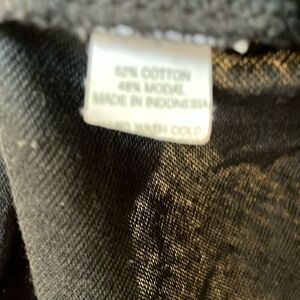 52% COTTON
48% MODAL
MADE IN INDONESIA
WASH COLD